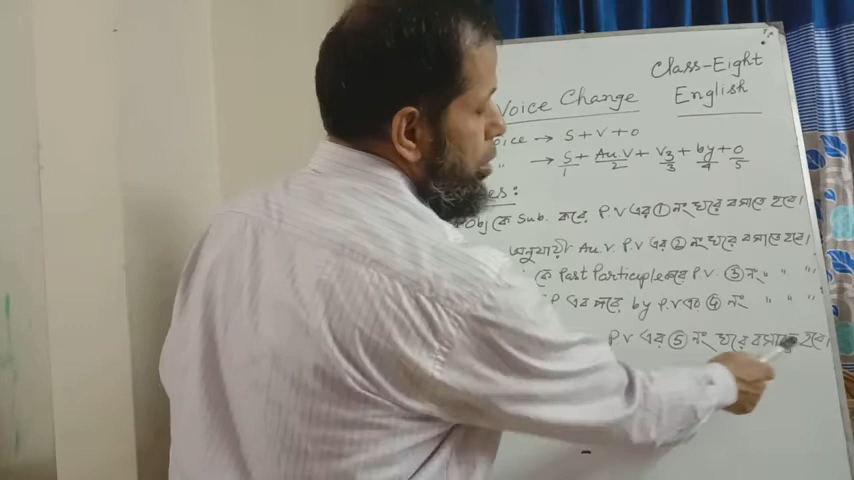 Class-Eight
Voice Change English
oice → S + V + O
" → S/1 + Au.V/2 + V3/3 + by/4 + O/5
es:
Obj কে Sub. করে P.V এর ① নং ঘরে বসাতে হবে।
অনুযায়ী Au.V P.V এর ② নং ঘরে বসাতে হবে।
কে Past Participle করে P.V. ③ নং " " "
P এর পরে by P.V এর ④ নং " " "
P.V এর ⑤ নং ঘরে বসাতে হবে।